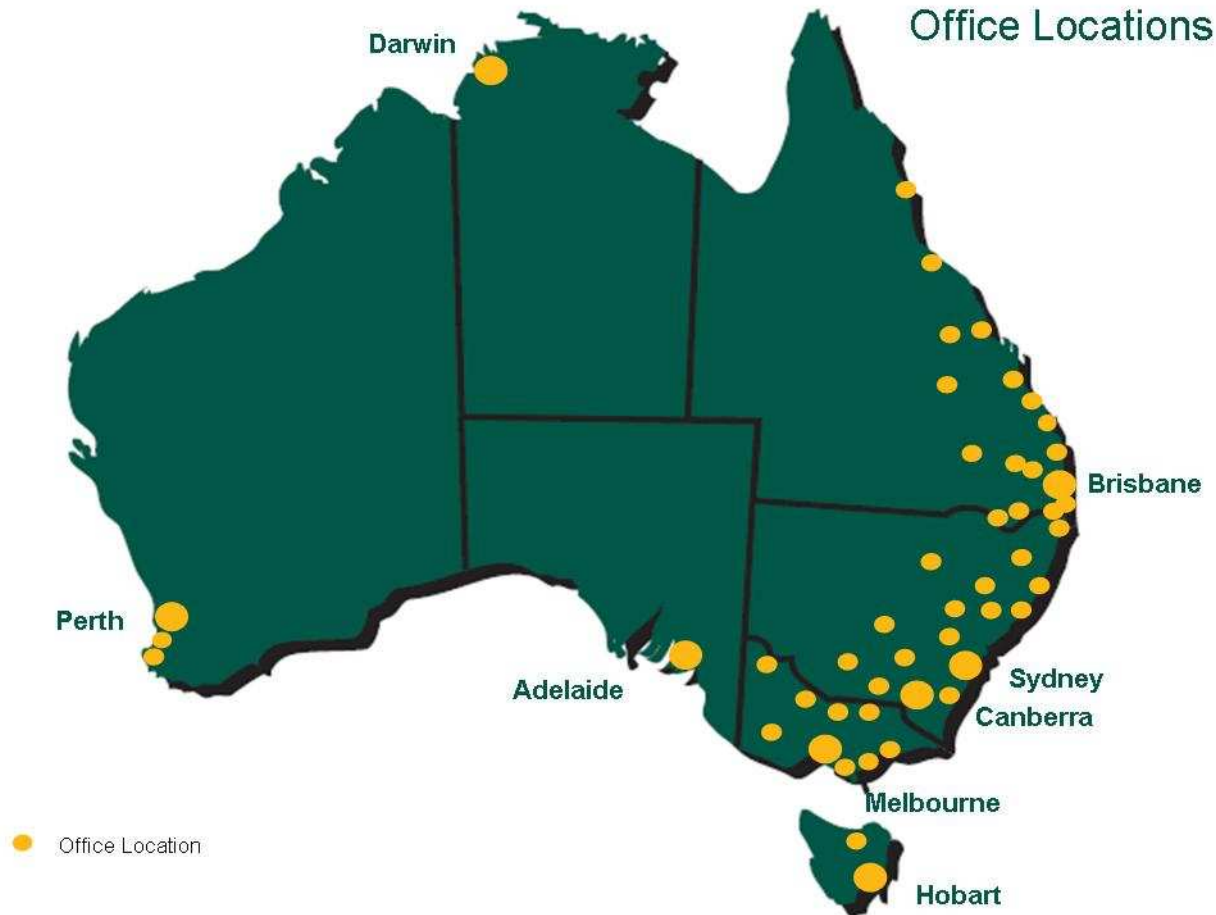 Office Locations
Darwin
Brisbane
Perth
Adelaide
Sydney
Canberra
Melbourne
Office Location
Hobart